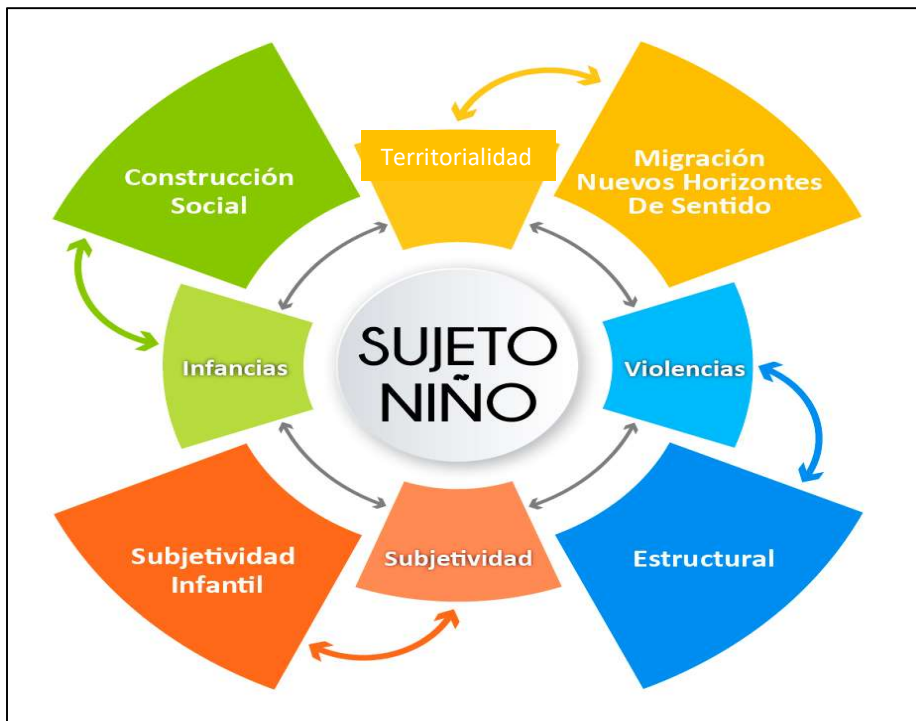 Construcción
Social
Territorialidad
Migración
Nuevos Horizontes
De Sentido
Infancias
SUJETO
NIÑO
Violencias
Subjetividad
Infantil
Subjetividad
Estructural